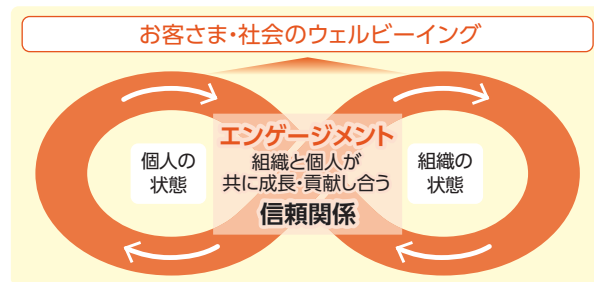 お客さま・社会のウェルビーイング
エンゲージメント
組織と個人が
共に成長・貢献し合う
信頼関係
個人の
状態
組織の
状態